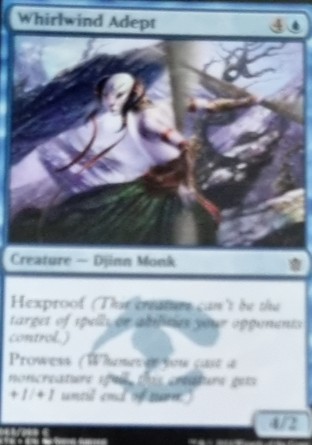 Whirlwind Adept 4
Creature — Djinn Monk
Hexproof (This creature can't be the
target of spells or abilities your opponents
control.)
Prowess (Whenever you cast a
noncreature spell, this creature gets
+1/+1 until end of turn.)
4/2